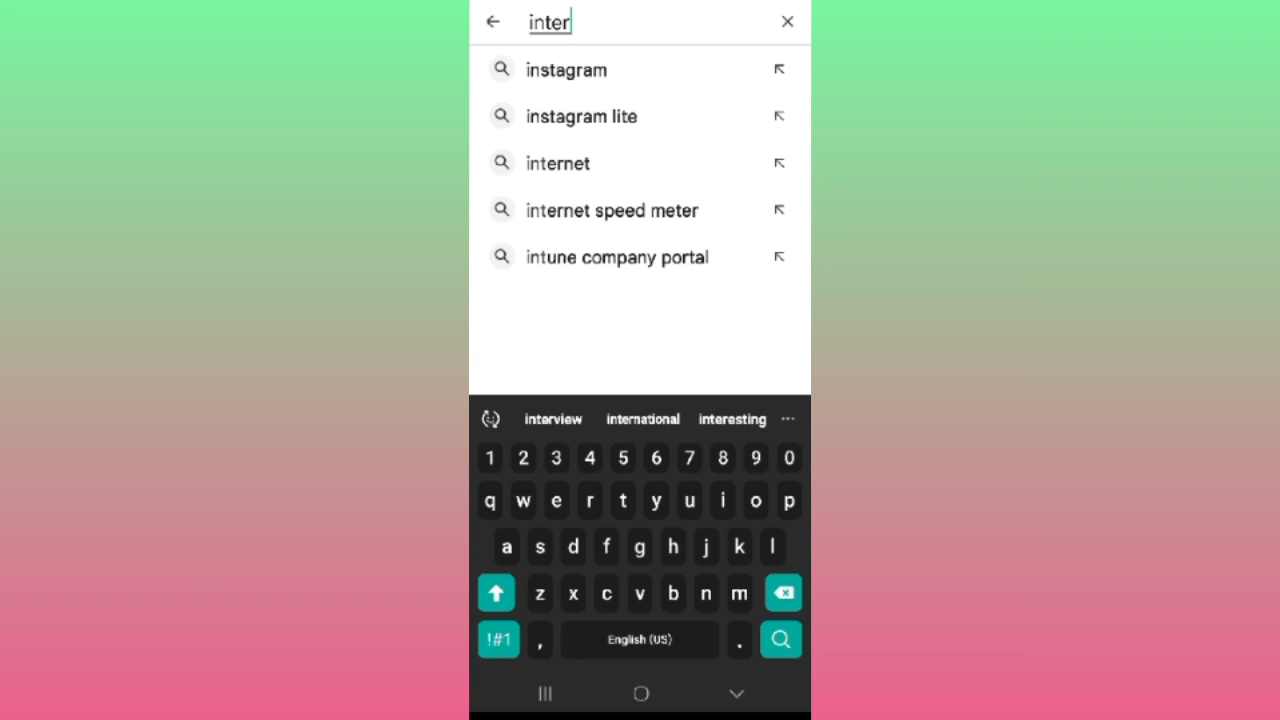 inter
instagram
instagram lite
internet
internet speed meter
intune company portal
interview international interesting ...
1 2 3 4 5 6 7 8 9 0
q w e r t y u i o p
a s d f g h j k l
z x c v b n m
!#1 , English (US) .